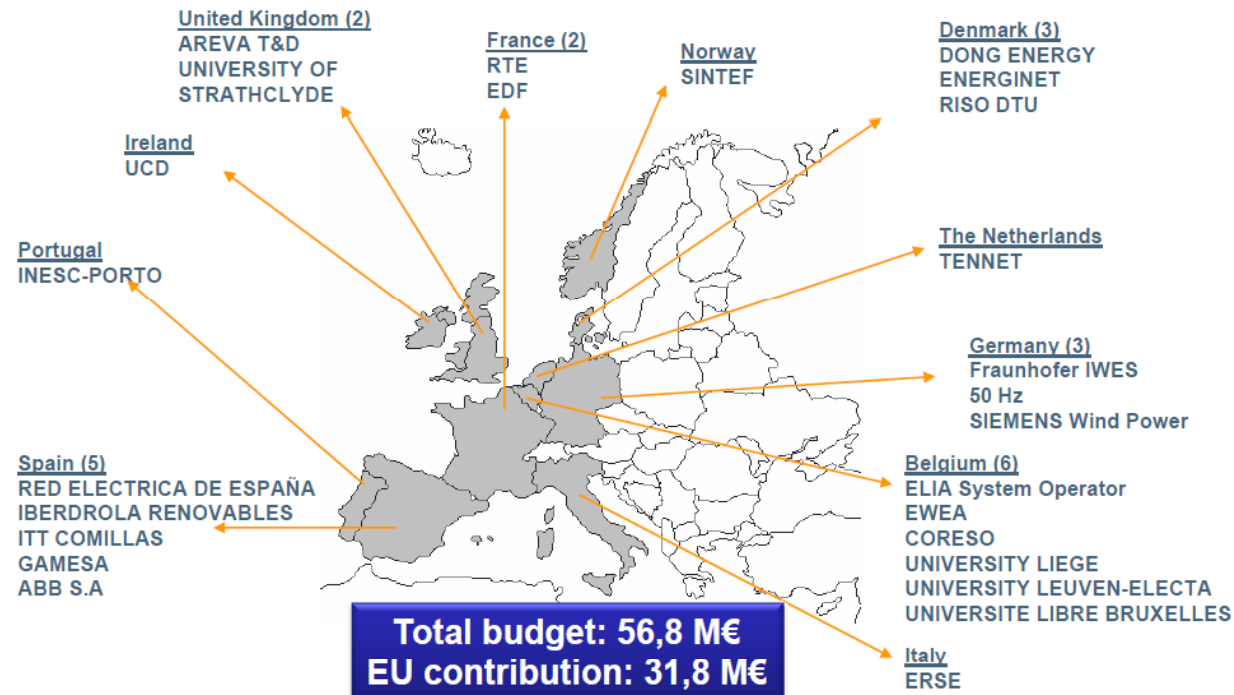 United Kingdom (2)
AREVA T&D
UNIVERSITY OF
STRATHCLYDE
France (2)
RTE
EDF
Norway
SINTEF
Denmark (3)
DONG ENERGY
ENERGINET
RISO DTU
Ireland
UCD
Portugal
INESC-PORTO
The Netherlands
TENNET
Germany (3)
Fraunhofer IWES
50 Hz
SIEMENS Wind Power
Spain (5)
RED ELECTRICA DE ESPAÑA
IBERDROLA RENOVABLES
ITT COMILLAS
GAMESA
ABB S.A
Belgium (6)
ELIA System Operator
EWEA
CORESO
UNIVERSITY LIEGE
UNIVERSITY LEUVEN-ELECTA
UNIVERSITE LIBRE BRUXELLES
Total budget: 56,8 M€
EU contribution: 31,8 M€
Italy
ERSE